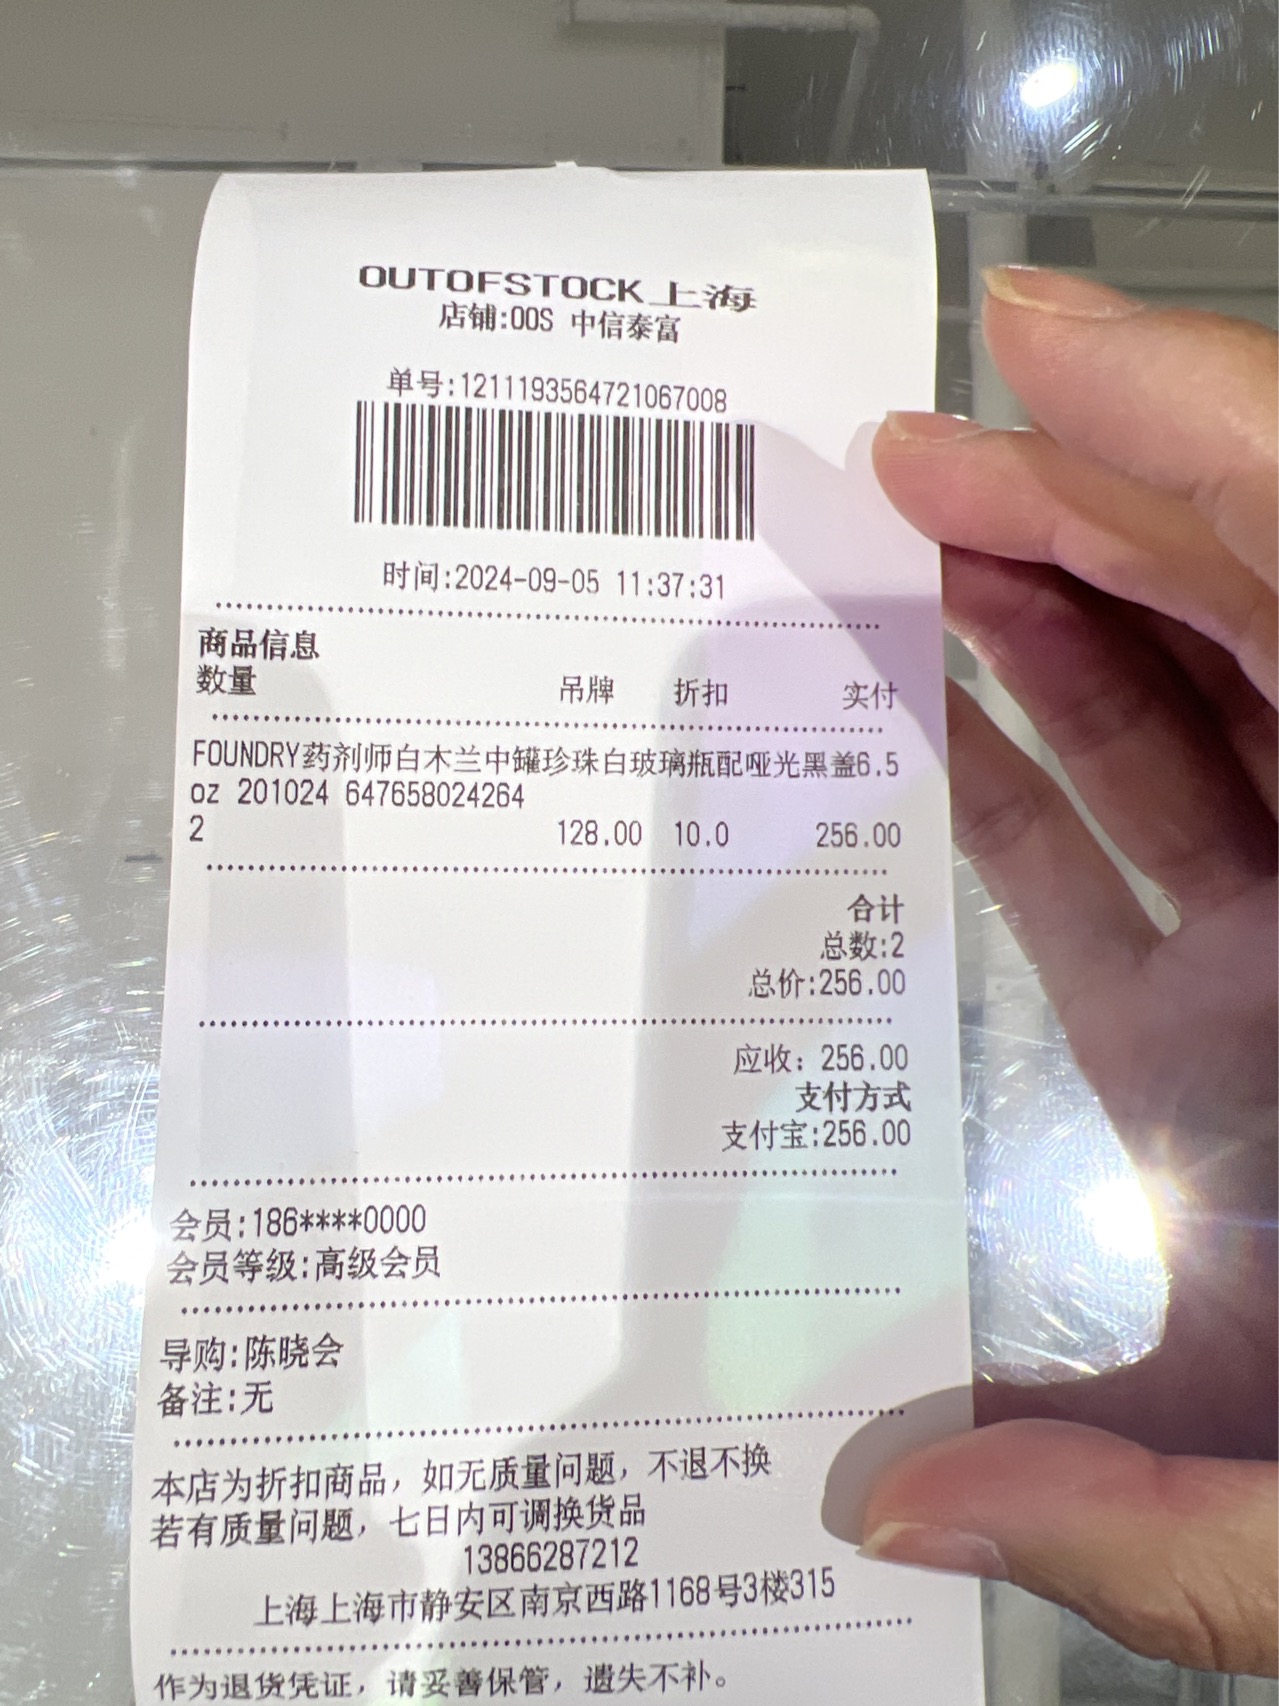 OUTOFSTOCK_上海
店铺:OOS 中信泰富
单号:1211193564721067008
时间:2024-09-05 11:37:31
商品信息
数量 吊牌 折扣 实付
FOUNDRY药剂师白木兰中罐珍珠白玻璃瓶配哑光黑盖6.5
oz 201024 647658024264
2 128.00 10.0 256.00
合计
总数:2
总价:256.00
应收: 256.00
支付方式
支付宝:256.00
会员:186****0000
会员等级:高级会员
导购:陈晓会
备注:无
本店为折扣商品，如无质量问题，不退不换
若有质量问题，七日内可调换货品
13866287212
上海上海市静安区南京西路1168号3楼315
作为退货凭证，请妥善保管，遗失不补。